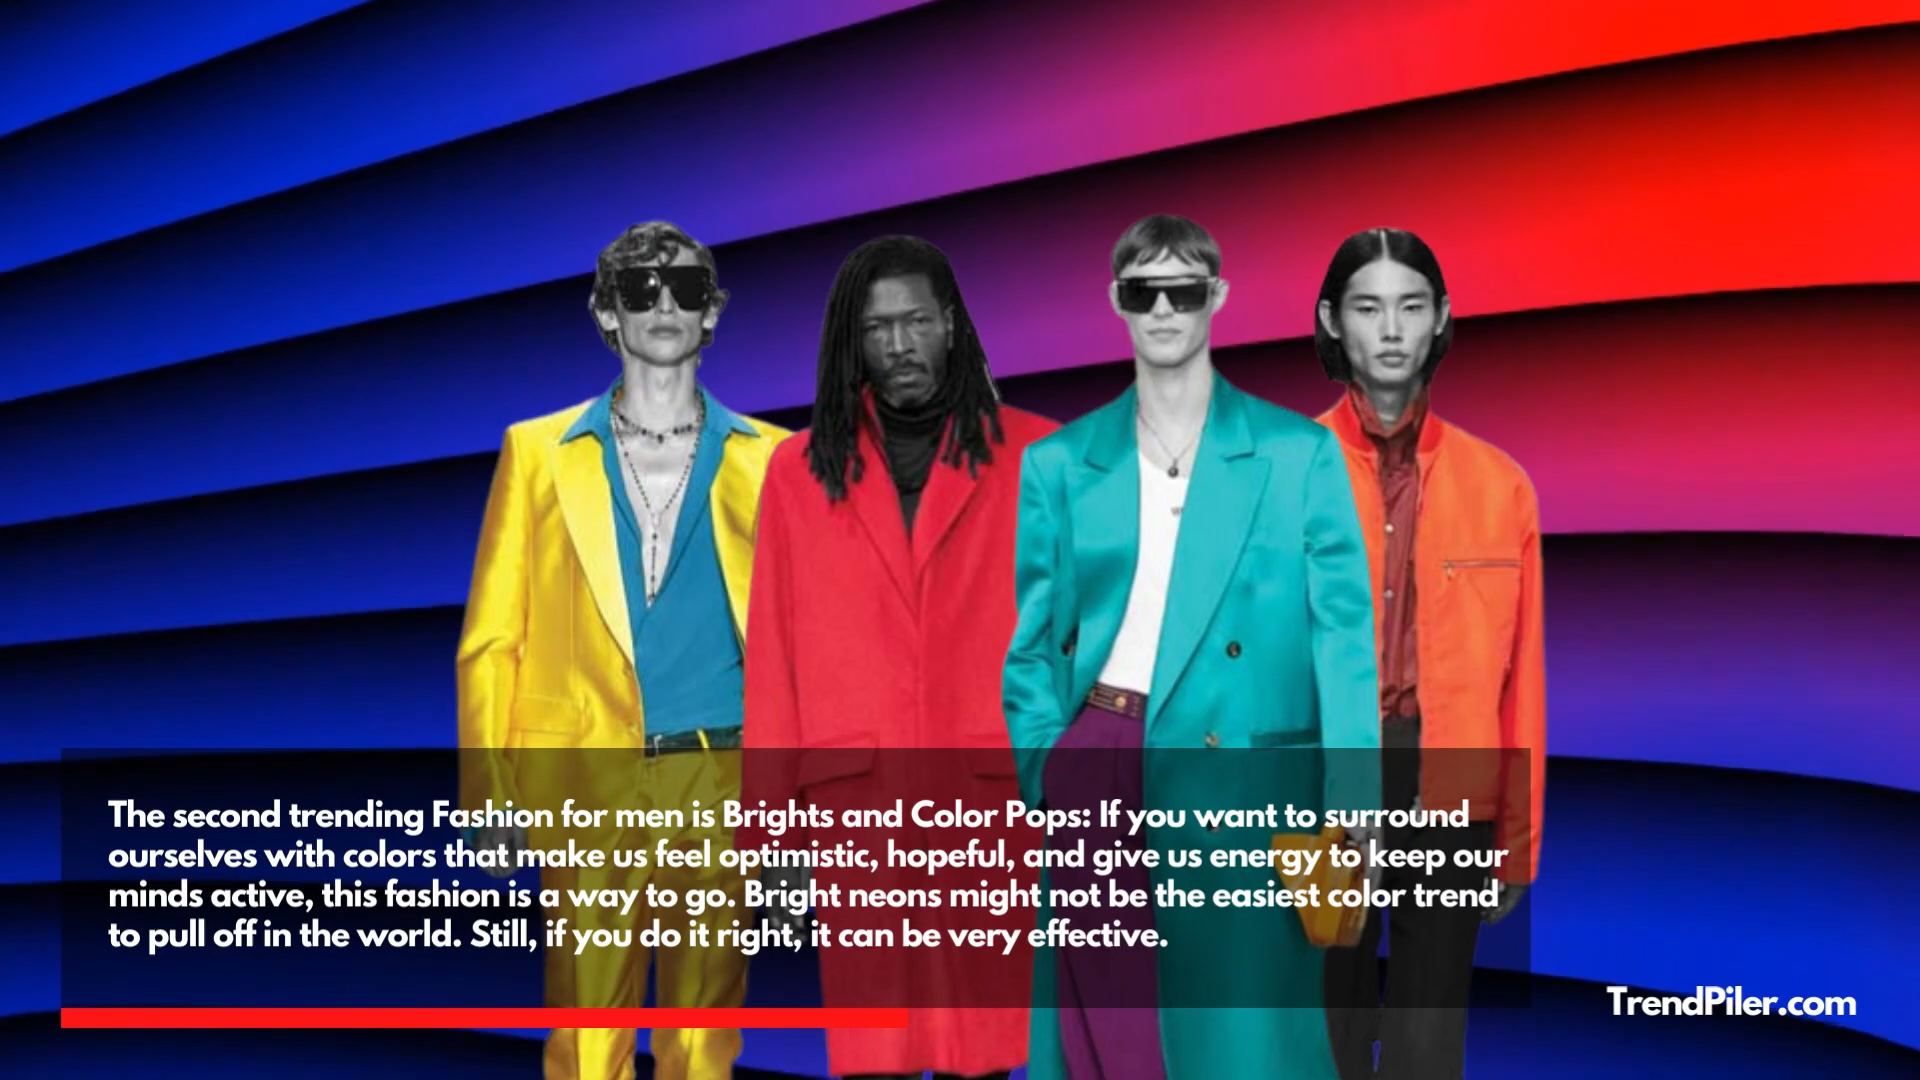 The second trending Fashion for men is Brights and Color Pops: If you want to surround
ourselves with colors that make us feel optimistic, hopeful, and give us energy to keep our
minds active, this fashion is a way to go. Bright neons might not be the easiest color trend
to pull off in the world. Still, if you do it right, it can be very effective.
TrendPiler.com